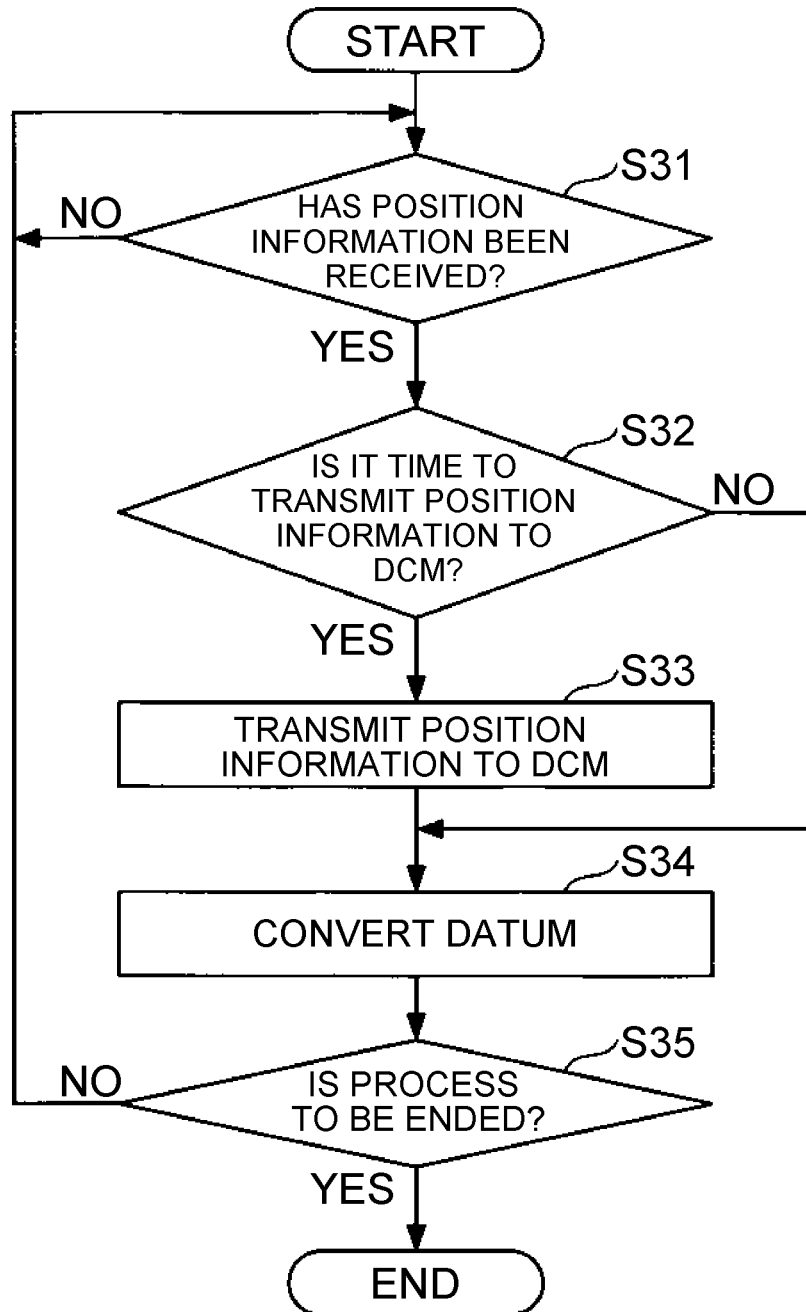 START
S31
NO
HAS POSITION
INFORMATION BEEN
RECEIVED?
YES
S32
IS IT TIME TO
TRANSMIT POSITION
INFORMATION TO
DCM?
NO
YES
S33
TRANSMIT POSITION
INFORMATION TO DCM
S34
CONVERT DATUM
S35
NO
IS PROCESS
TO BE ENDED?
YES
END